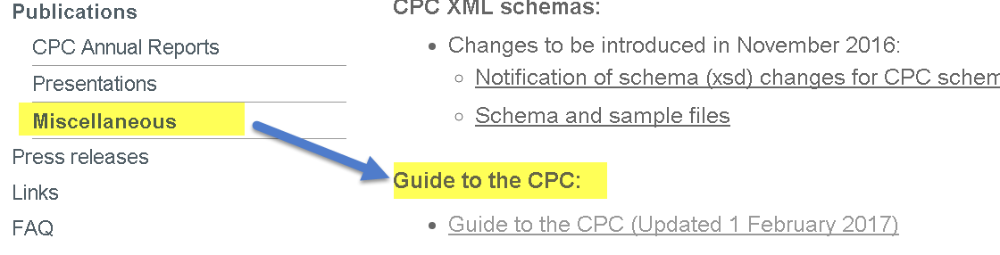 Publications
CPC Annual Reports
Presentations
Miscellaneous
Press releases
Links
FAQ
CPC XML schemas:
Changes to be introduced in November 2016:
Notification of schema (xsd) changes for CPC schem
Schema and sample files
Guide to the CPC:
Guide to the CPC (Updated 1 February 2017)